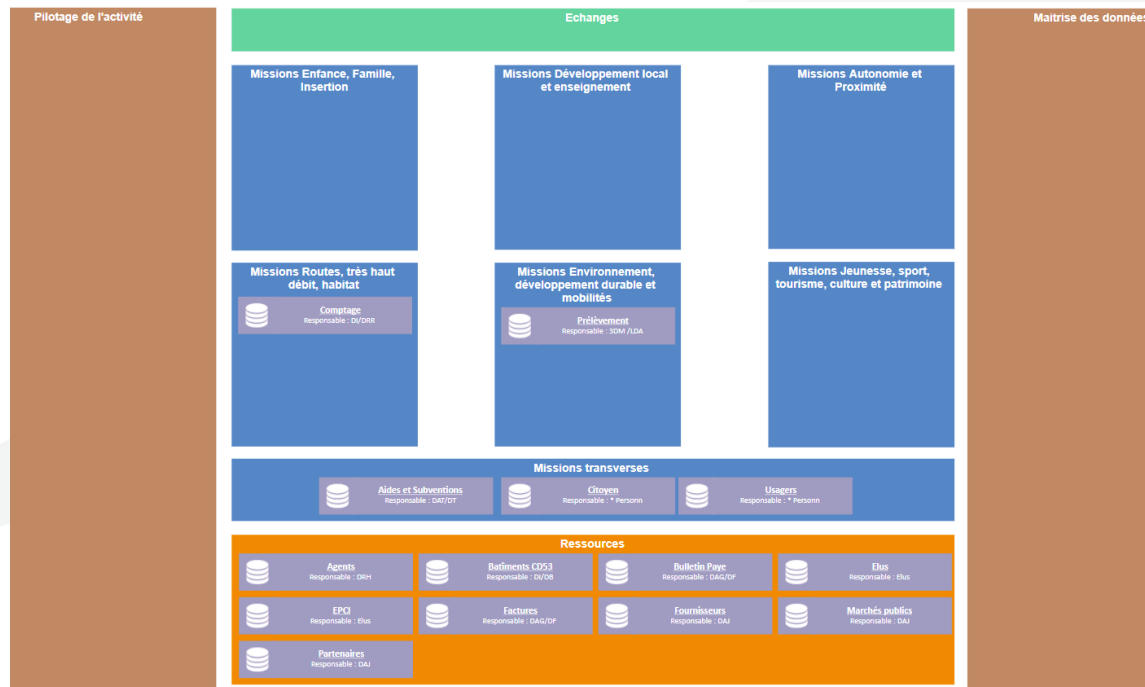 Pilotage de l'activité
Echanges
Maitrise des données
Missions Enfance, Famille,
Insertion
Missions Développement local
et enseignement
Missions Autonomie et
Proximité
Missions Routes, très haut
débit, habitat
Comptage
Responsable : DI/DRR
Missions Environnement,
développement durable et
mobilités
Prélèvement
Responsable : SDM /LDA
Missions Jeunesse, sport,
tourisme, culture et patrimoine
Missions transverses
Aides et Subventions
Responsable : DAT/DT
Citoyen
Responsable : * Personn
Usagers
Responsable : * Personn
Ressources
Agents
Responsable : DRH
Batîments CD53
Responsable : DI/DB
Bulletin Paye
Responsable : DAG/DF
Elus
Responsable : Elus
EPCI
Responsable : Elus
Factures
Responsable : DAG/DF
Fournisseurs
Responsable : DAJ
Marchés publics
Responsable : DAJ
Partenaires
Responsable : DAJ